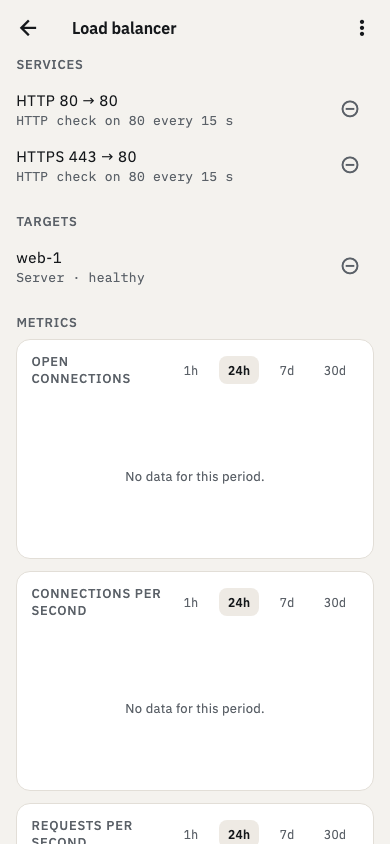 Load balancer
SERVICES
HTTP 80 → 80
HTTP check on 80 every 15 s
HTTPS 443 → 80
HTTP check on 80 every 15 s
TARGETS
web-1
Server · healthy
METRICS
OPEN CONNECTIONS
1h 24h 7d 30d
No data for this period.
CONNECTIONS PER SECOND
1h 24h 7d 30d
No data for this period.
REQUESTS PER SECOND
1h 24h 7d 30d